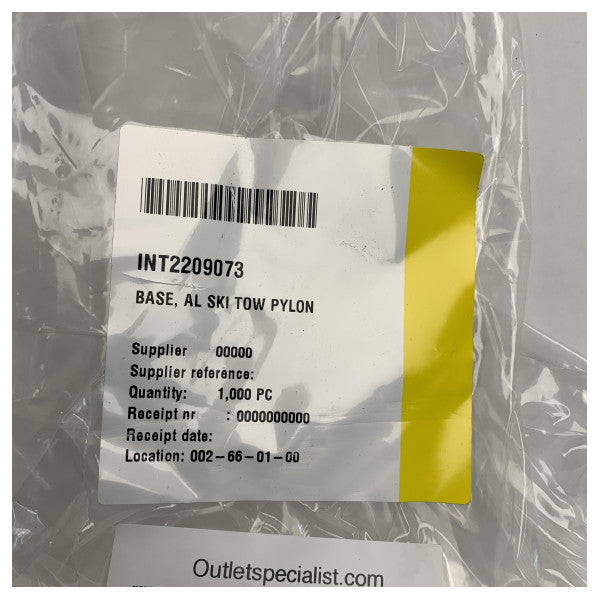 INT2209073
BASE, AL SKI TOW PYLON
Supplier 00000
Supplier reference:
Quantity: 1,000 PC
Receipt nr : 0000000000
Receipt date:
Location: 002-66-01-00
Outletspecialist.com